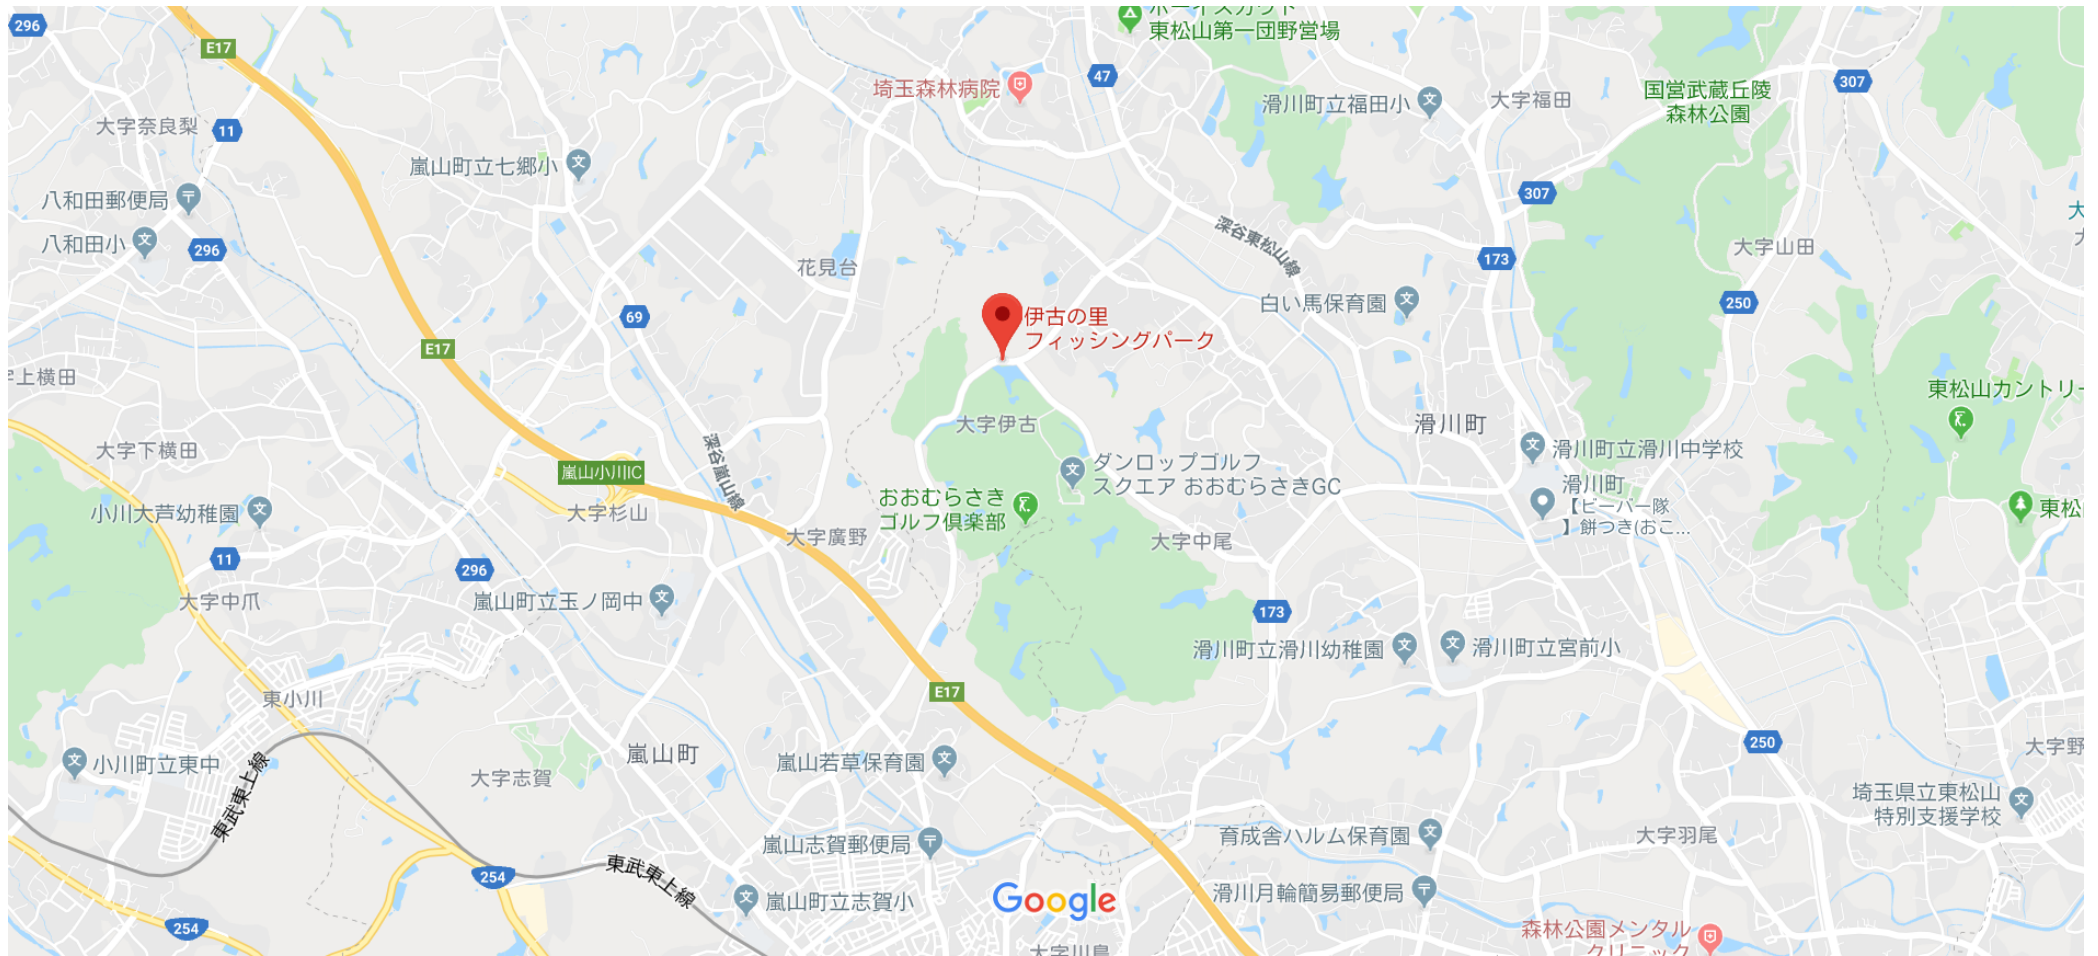 296
E17
ボーイスカウト
東松山第一団野営場
47
埼玉森林病院
滑川町立福田小
大字福田
国営武蔵丘陵
森林公園
307
大字奈良梨
11
嵐山町立七郷小
八和田郵便局
307
八和田小
296
深谷東松山線
173
大字山田
花見台
69
白い馬保育園
250
伊古の里
フィッシングパーク
E17
上横田
東松山カントリー
大字伊古
滑川町
大字下横田
深谷嵐山線
嵐山小川IC
ダンロップゴルフ
スクエア おおむらさきGC
滑川町立滑川中学校
滑川町
【ビーバー隊
】餅つき(おこ...
小川大芦幼稚園
大字杉山
おおむらさき
ゴルフ倶楽部
東松
大字廣野
大字中尾
11
296
大字中爪
嵐山町立玉ノ岡中
173
滑川町立滑川幼稚園
滑川町立宮前小
東小川
E17
嵐山町
250
大字野
小川町立東中
大字志賀
嵐山若草保育園
東武東上線
埼玉県立東松山
特別支援学校
嵐山志賀郵便局
育成舎ハルム保育園
大字羽尾
254
東武東上線
嵐山町立志賀小
Google
滑川月輪簡易郵便局
254
森林公園メンタル
クリニック
大字川島